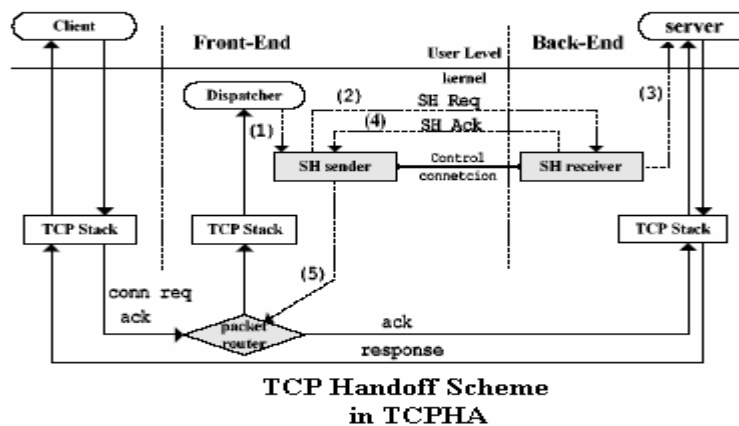 Client
Front-End
User Level
Back-End
server
kernel
Dispatcher
(1)
(2)
SH Req
(3)
(4)
SH Ack
SH sender
Control
connetcion
SH receiver
TCP Stack
TCP Stack
TCP Stack
(5)
conn req
ack
packet
router
ack
response
TCP Handoff Scheme
in TCPHA